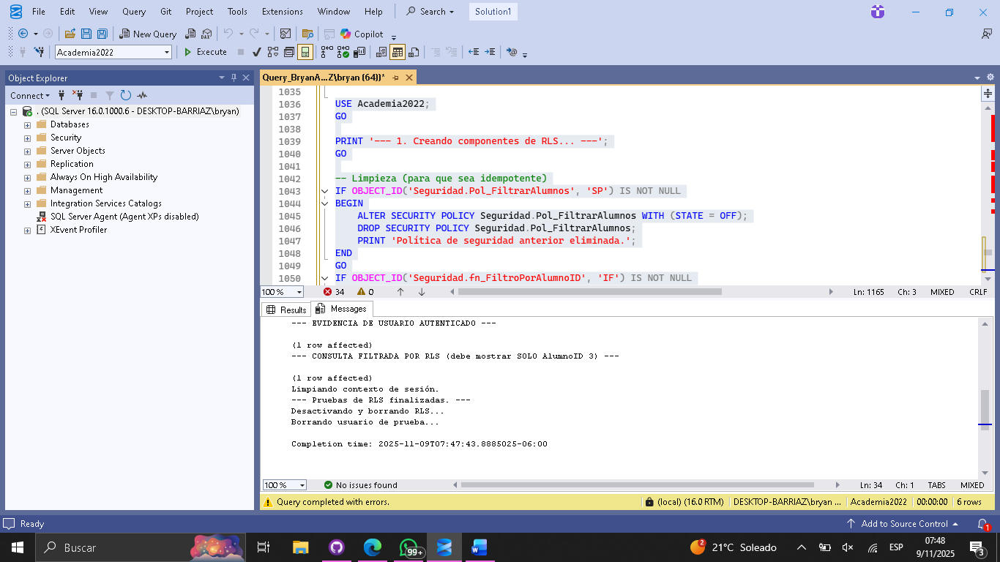 File Edit View Query Git Project Tools Extensions Window Help Search Solution1
New Query DAX Copilot
Academia2022 Execute
Object Explorer
Connect
. (SQL Server 16.0.1000.6 - DESKTOP-BARRIAZ\bryan)
Databases
Security
Server Objects
Replication
Always On High Availability
Management
Integration Services Catalogs
SQL Server Agent (Agent XPs disabled)
XEvent Profiler
Query_BryanA...Z\bryan (64))*
1035
1036 USE Academia2022;
1037 GO
1038
1039 PRINT '--- 1. Creando componentes de RLS... ---';
1040 GO
1041
1042 -- Limpieza (para que sea idempotente)
1043 IF OBJECT_ID('Seguridad.Pol_FiltrarAlumnos', 'SP') IS NOT NULL
1044 BEGIN
1045 ALTER SECURITY POLICY Seguridad.Pol_FiltrarAlumnos WITH (STATE = OFF);
1046 DROP SECURITY POLICY Seguridad.Pol_FiltrarAlumnos;
1047 PRINT 'Política de seguridad anterior eliminada.';
1048 END
1049 GO
1050 IF OBJECT_ID('Seguridad.fn_FiltroPorAlumnoID', 'IF') IS NOT NULL
100 % 34 0 Ln: 1165 Ch: 3 MIXED CRLF
Results Messages
--- EVIDENCIA DE USUARIO AUTENTICADO ---
(1 row affected)
--- CONSULTA FILTRADA POR RLS (debe mostrar SOLO AlumnoID 3) ---
(1 row affected)
Limpiando contexto de sesión.
--- Pruebas de RLS finalizadas. ---
Desactivando y borrando RLS...
Borrando usuario de prueba...
Completion time: 2025-11-09T07:47:43.8885025-06:00
100 % No issues found Ln: 34 Ch: 1 TABS MIXED
Query completed with errors. (local) (16.0 RTM) DESKTOP-BARRIAZ\bryan ... Academia2022 00:00:00 6 rows
Ready Add to Source Control 1
Buscar 99+ 2 21°C Soleado ESP 07:48
9/11/2025 3